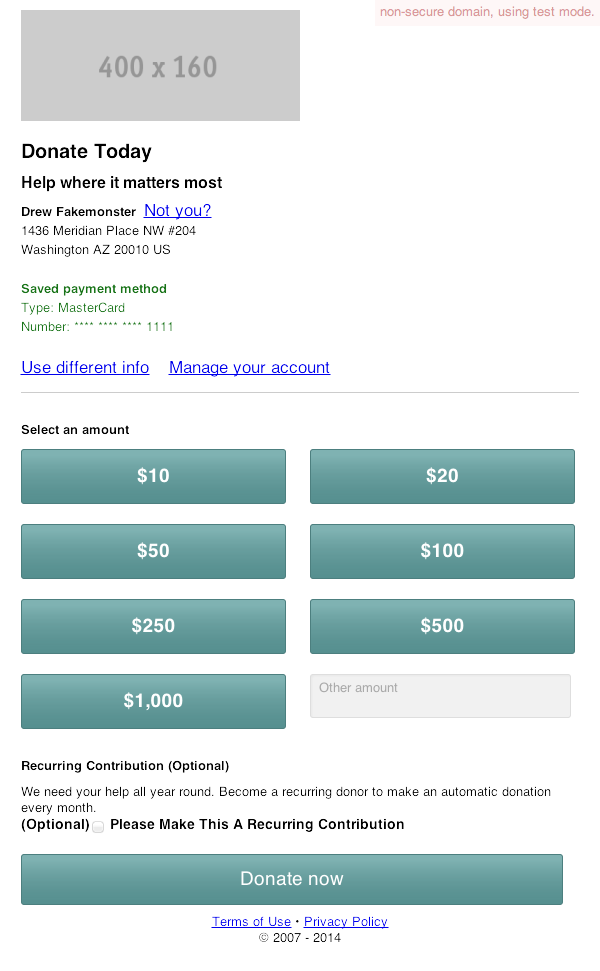 non-secure domain, using test mode.
400 x 160
Donate Today
Help where it matters most
Drew Fakemonster Not you?
1436 Meridian Place NW #204
Washington AZ 20010 US
Saved payment method
Type: MasterCard
Number: **** **** **** 1111
Use different info Manage your account
Select an amount
$10 $20
$50 $100
$250 $500
$1,000 Other amount
Recurring Contribution (Optional)
We need your help all year round. Become a recurring donor to make an automatic donation
every month.
(Optional) Please Make This A Recurring Contribution
Donate now
Terms of Use • Privacy Policy
© 2007 - 2014